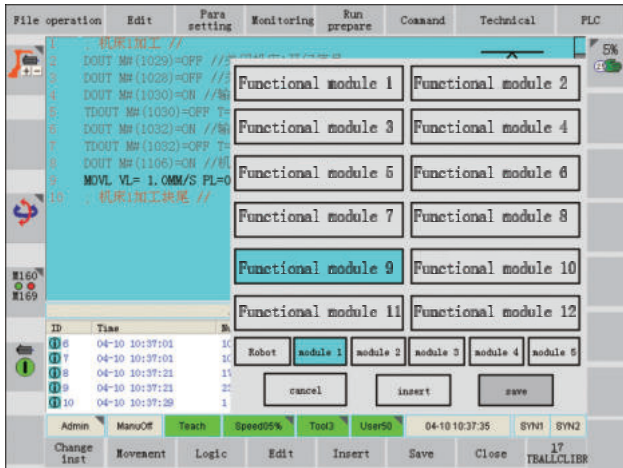 File operation Edit Para setting Monitoring Run prepare Command Technical PLC
1 , 机床1加工 //
2 DOUT M#(1029)=OFF //
3 DOUT M#(1028)=OFF //
4 DOUT M#(1030)=ON //输
5 TDOUT M#(1030)=OFF T=
6 DOUT M#(1032)=ON //输
7 TDOUT M#(1032)=OFF T=
8 DOUT M#(1106)=ON //机
9 MOVL VL= 1.0MM/S PL=0
10 , 机床1加工块尾 //
5%
+ -
M160
M169
Functional module 1 Functional module 2
Functional module 3 Functional module 4
Functional module 5 Functional module 6
Functional module 7 Functional module 8
Functional module 9 Functional module 10
Functional module 11 Functional module 12
Robot module 1 module 2 module 3 module 4 module 5
cancel insert save
ID Time
6 04-10 10:37:01 10
7 04-10 10:37:01 10
8 04-10 10:37:21
9 04-10 10:37:21
10 04-10 10:37:29 1
Admin ManuOff Teach Speed05% Tool3 User50 04-10 10:37:35 SYN1 SYN2
Change inst Movement Logic Edit Insert Save Close 17 TBALLCLIBR